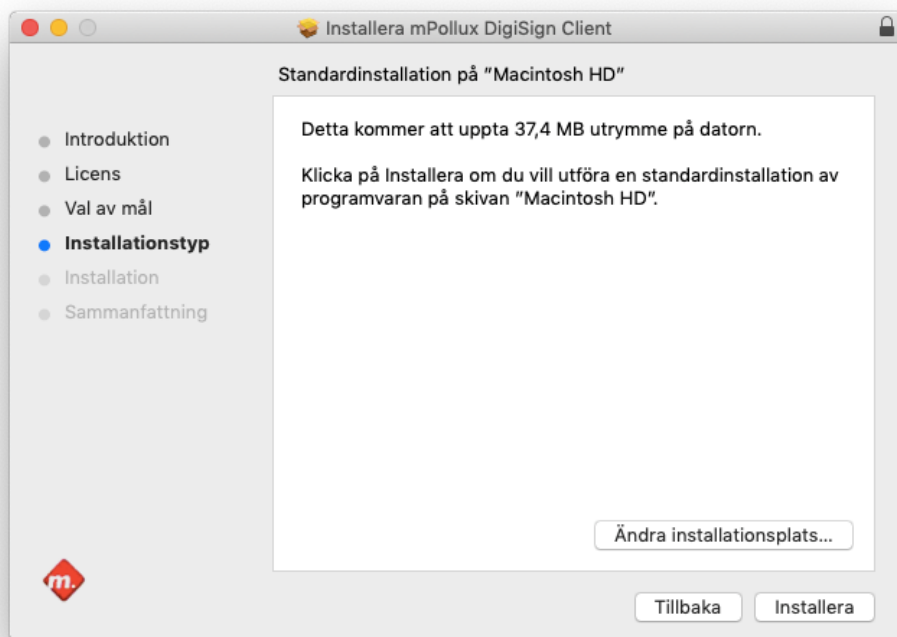 Installera mPollux DigiSign Client
Standardinstallation på ”Macintosh HD”
Introduktion
Licens
Val av mål
Installationstyp
Installation
Sammanfattning
Detta kommer att uppta 37,4 MB utrymme på datorn.
Klicka på Installera om du vill utföra en standardinstallation av
programvaran på skivan ”Macintosh HD”.
Ändra installationsplats...
m.
Tillbaka
Installera